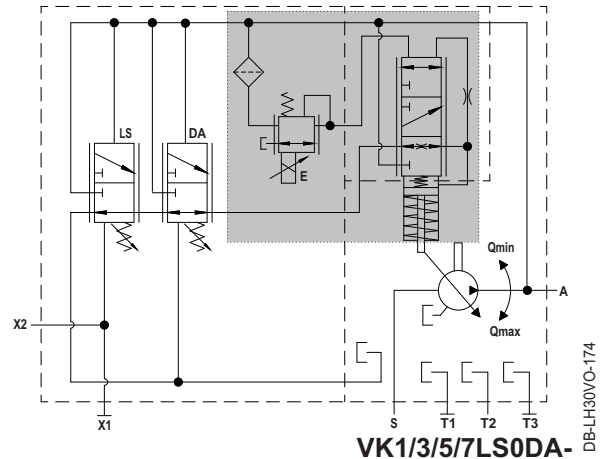 LS
DA
E
Qmin
A
Qmax
X2
X1
S
T1
T2
T3
VK1/3/5/7LS0DA-
DB-LH30VO-174